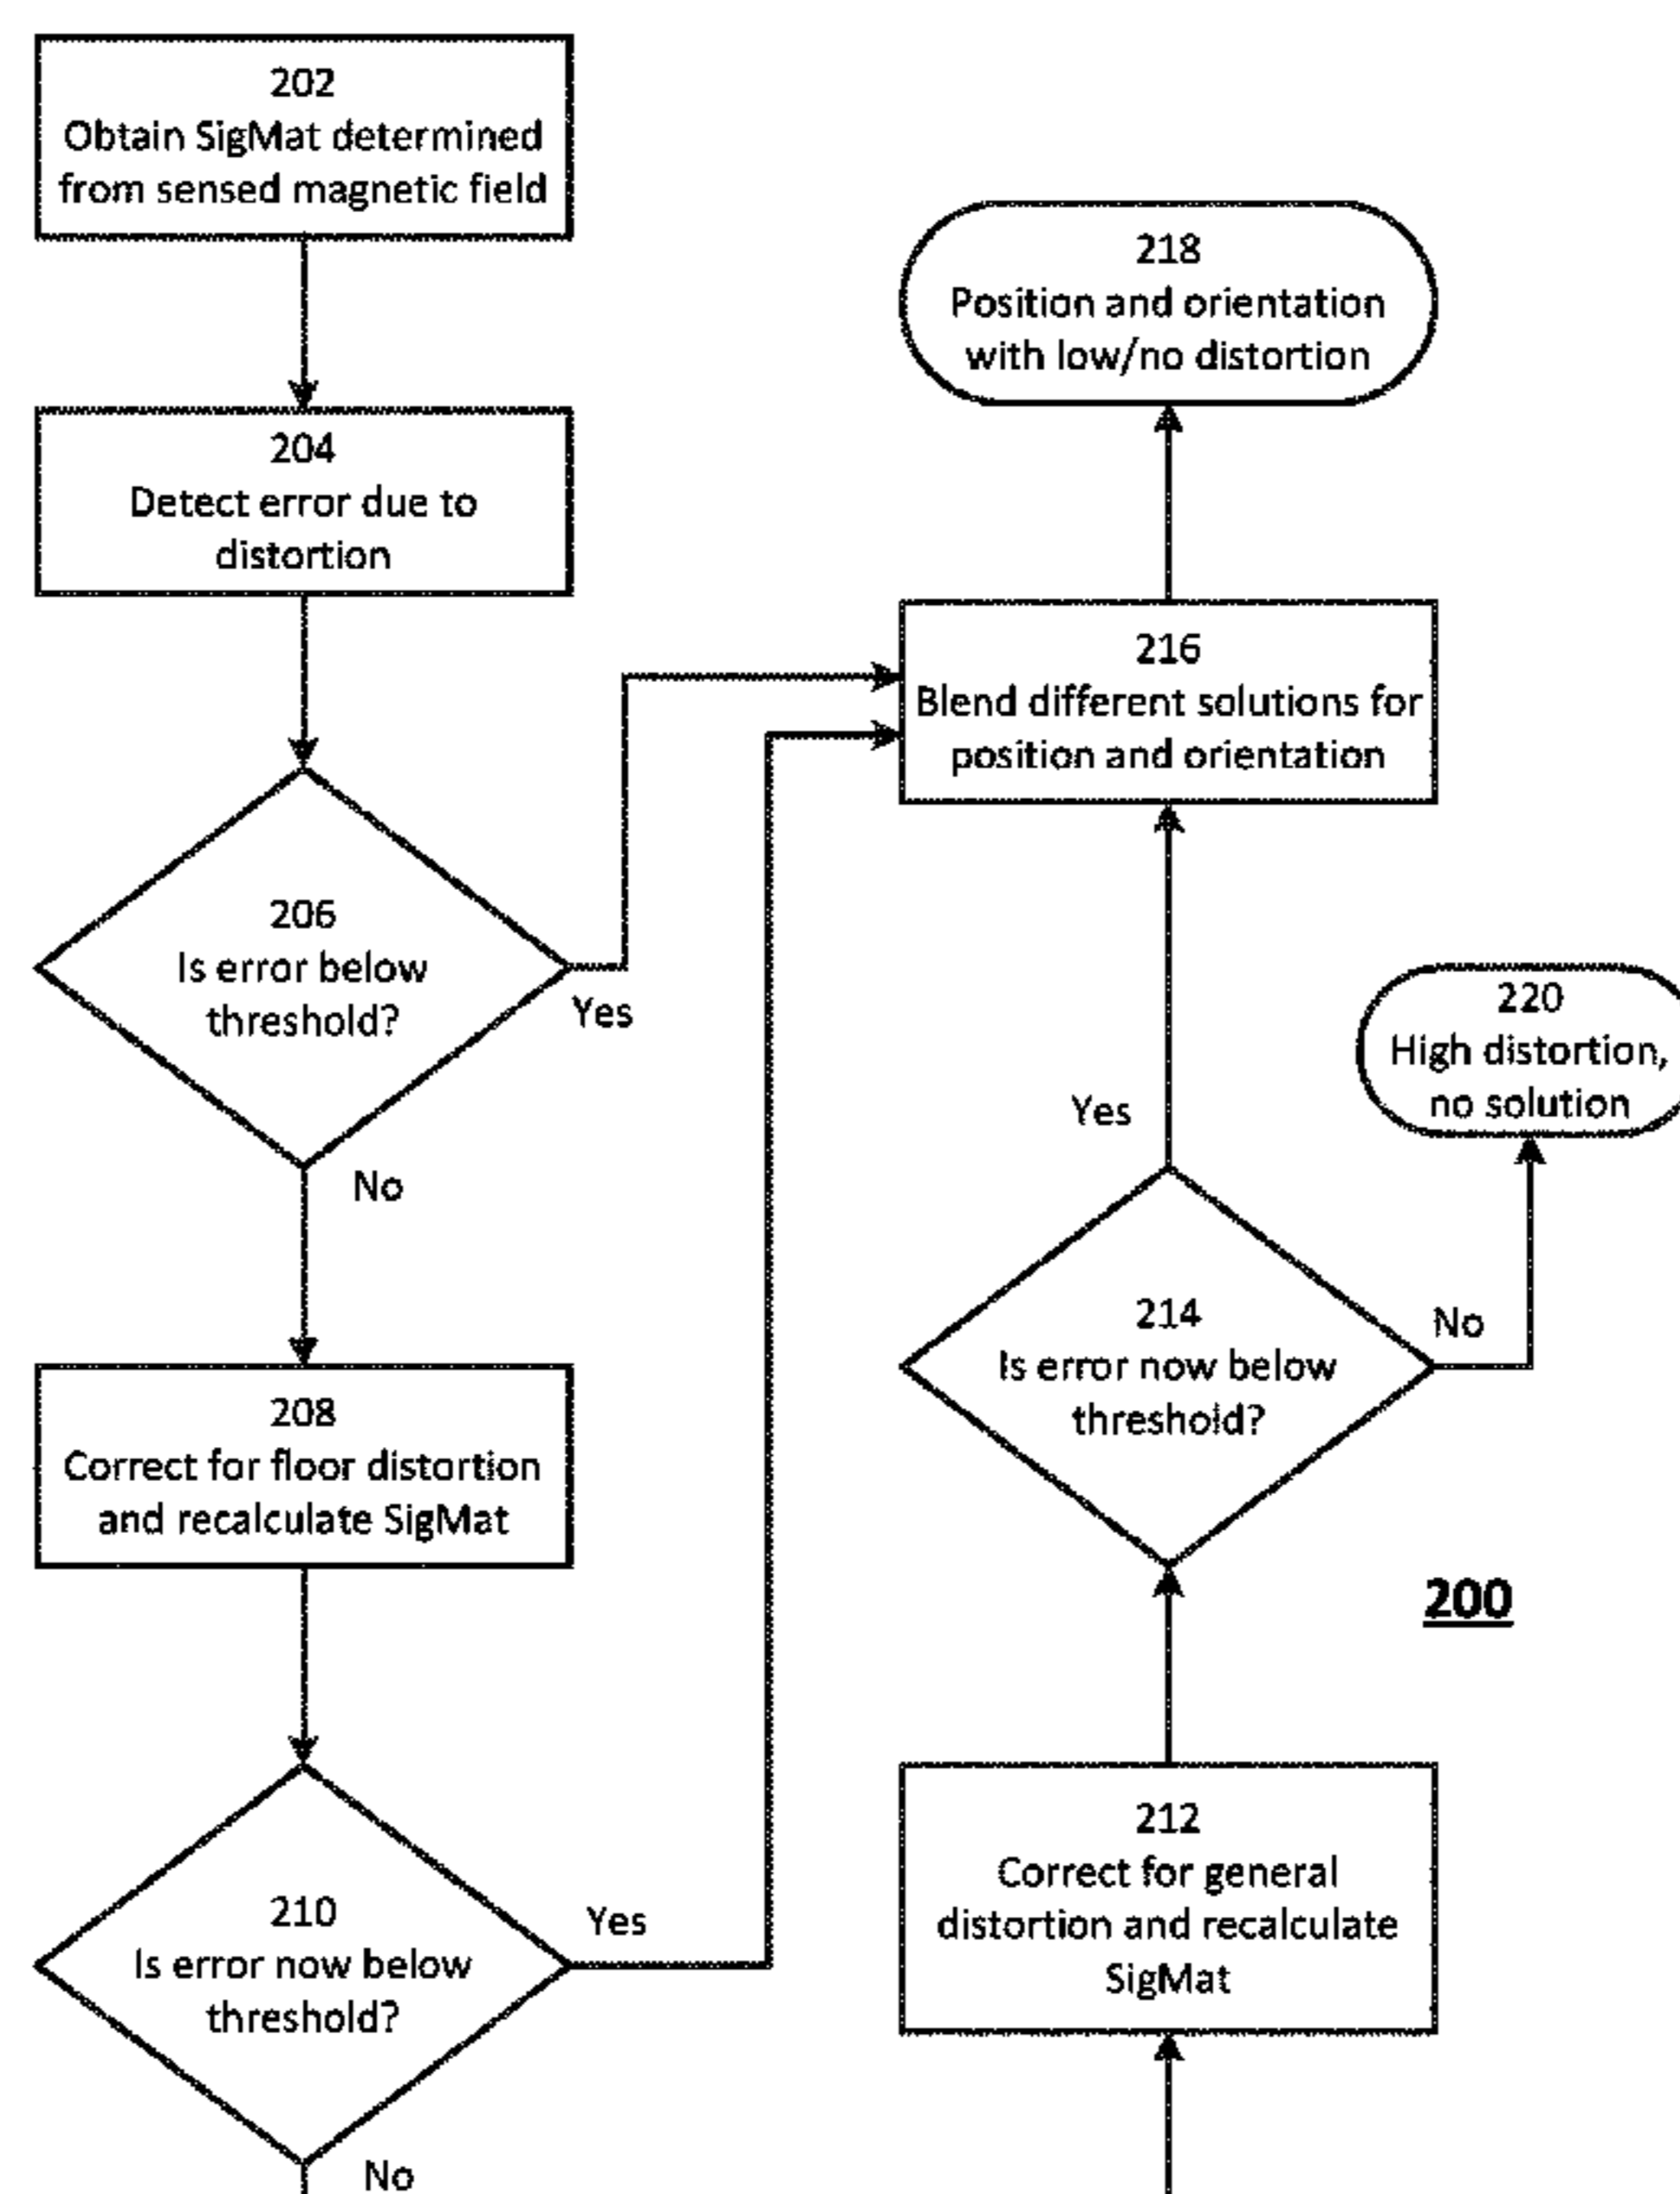 202
Obtain SigMat determined
from sensed magnetic field
204
Detect error due to
distortion
206
Is error below
threshold?
Yes
No
208
Correct for floor distortion
and recalculate SigMat
210
Is error now below
threshold?
Yes
No
218
Position and orientation
with low/no distortion
216
Blend different solutions for
position and orientation
220
High distortion,
no solution
Yes
214
Is error now below
threshold?
No
200
212
Correct for general
distortion and recalculate
SigMat